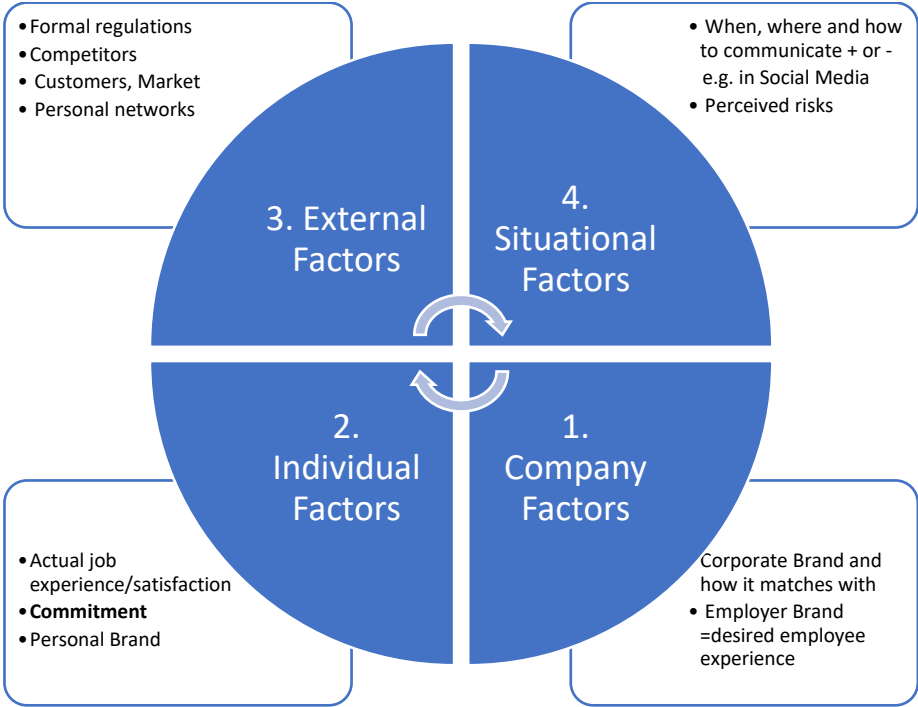 •Formal regulations
•Competitors
• Customers, Market
• Personal networks
• When, where and how
to communicate + or -
e.g. in Social Media
• Perceived risks
3. External
Factors
4.
Situational
Factors
2.
Individual
Factors
1.
Company
Factors
•Actual job
experience/satisfaction
•Commitment
•Personal Brand
Corporate Brand and
how it matches with
• Employer Brand
=desired employee
experience